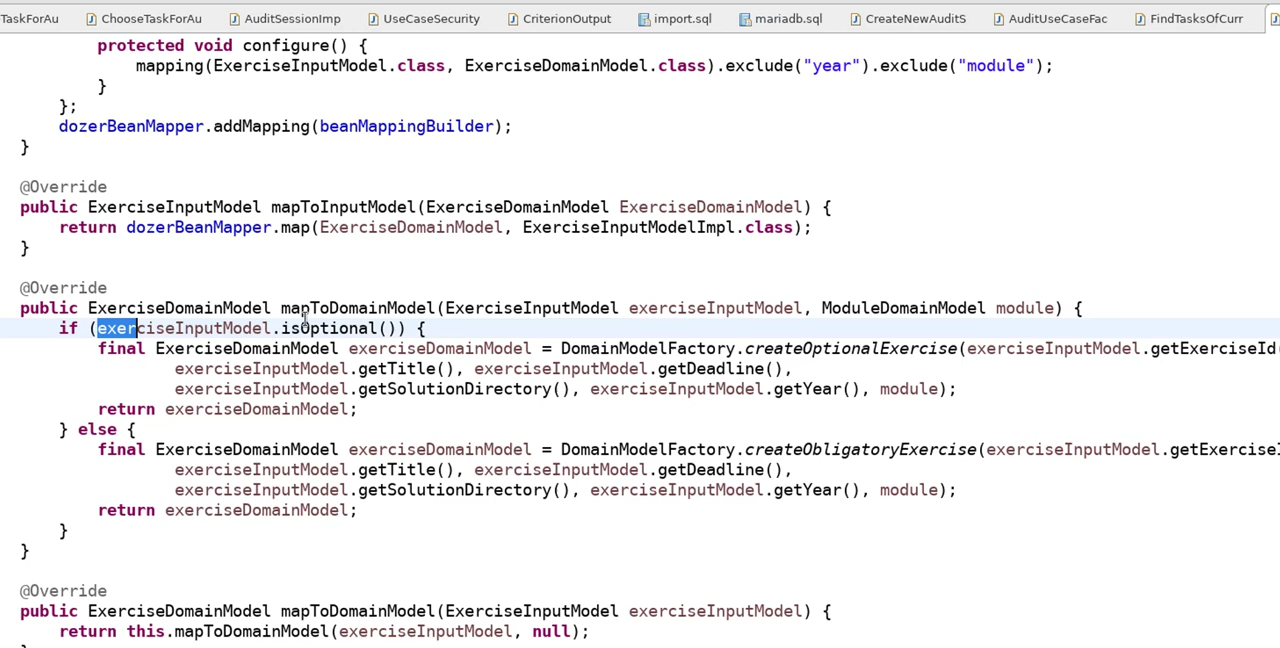 TaskForAu ChooseTaskForAu AuditSessionImp UseCaseSecurity CriterionOutput import.sql mariadb.sql CreateNewAuditS AuditUseCaseFac FindTasksOfCurr
protected void configure() {
mapping(ExerciseInputModel.class, ExerciseDomainModel.class).exclude("year").exclude("module");
}
};
dozerBeanMapper.addMapping(beanMappingBuilder);
}
@Override
public ExerciseInputModel mapToInputModel(ExerciseDomainModel ExerciseDomainModel) {
return dozerBeanMapper.map(ExerciseDomainModel, ExerciseInputModelImpl.class);
}
@Override
public ExerciseDomainModel mapToDomainModel(ExerciseInputModel exerciseInputModel, ModuleDomainModel module) {
if (exerciseInputModel.isOptional()) {
final ExerciseDomainModel exerciseDomainModel = DomainModelFactory.createOptionalExercise(exerciseInputModel.getExerciseId(
exerciseInputModel.getTitle(), exerciseInputModel.getDeadline(),
exerciseInputModel.getSolutionDirectory(), exerciseInputModel.getYear(), module);
return exerciseDomainModel;
} else {
final ExerciseDomainModel exerciseDomainModel = DomainModelFactory.createObligatoryExercise(exerciseInputModel.getExerciseI
exerciseInputModel.getTitle(), exerciseInputModel.getDeadline(),
exerciseInputModel.getSolutionDirectory(), exerciseInputModel.getYear(), module);
return exerciseDomainModel;
}
}
@Override
public ExerciseDomainModel mapToDomainModel(ExerciseInputModel exerciseInputModel) {
return this.mapToDomainModel(exerciseInputModel, null);